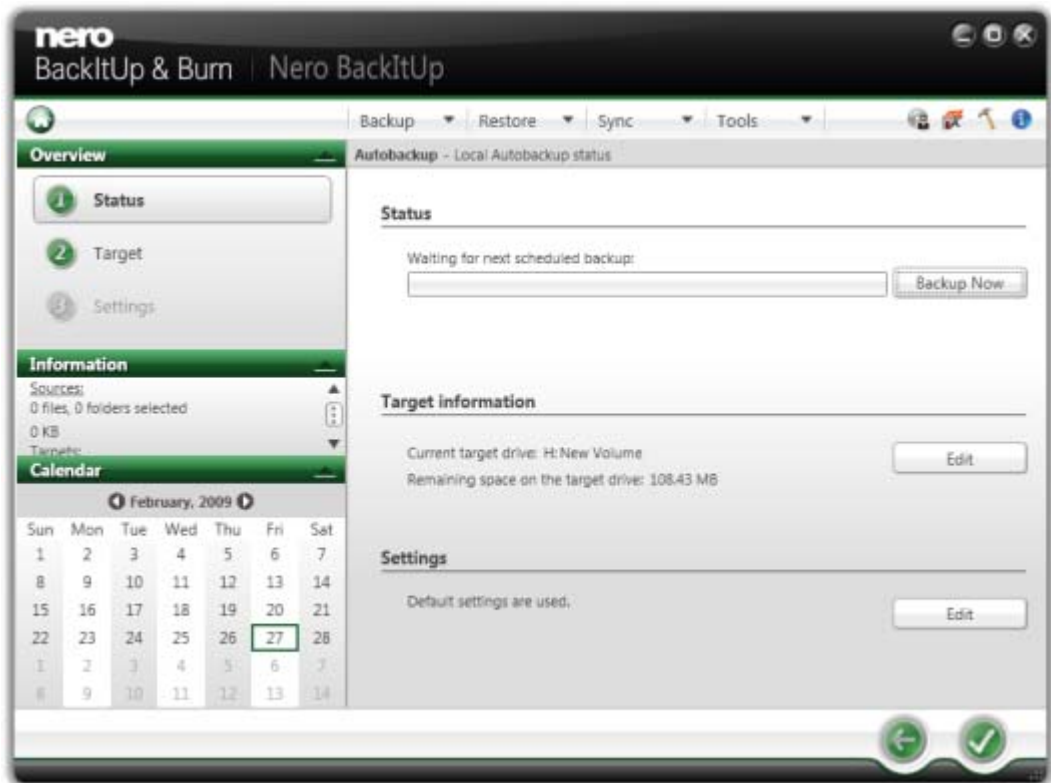 nero
BackItUp & Burn | Nero BackItUp
Backup Restore Sync Tools
Overview
1 Status
2 Target
3 Settings
Information
Sources:
0 files, 0 folders selected
0 KB
Targets:
Calendar
February, 2009
Sun Mon Tue Wed Thu Fri Sat
1 2 3 4 5 6 7
8 9 10 11 12 13 14
15 16 17 18 19 20 21
22 23 24 25 26 27 28
1 2 3 4 5 6 7
8 9 10 11 12 13 14
Autobackup - Local Autobackup status
Status
Waiting for next scheduled backup:
Backup Now
Target information
Current target drive: H:New Volume
Edit
Remaining space on the target drive: 108.43 MB
Settings
Default settings are used.
Edit